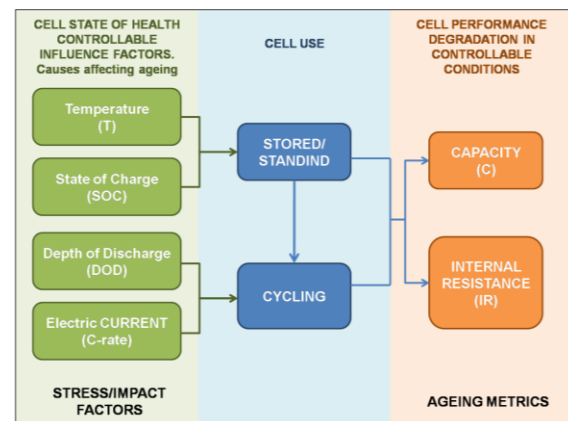 CELL STATE OF HEALTH
CONTROLLABLE
INFLUENCE FACTORS.
Causes affecting ageing
Temperature
(T)
State of Charge
(SOC)
Depth of Discharge
(DOD)
Electric CURRENT
(C-rate)
STRESS/IMPACT
FACTORS
CELL USE
STORED/
STANDIND
CYCLING
CELL PERFORMANCE
DEGRADATION IN
CONTROLLABLE
CONDITIONS
CAPACITY
(C)
INTERNAL
RESISTANCE
(IR)
AGEING METRICS